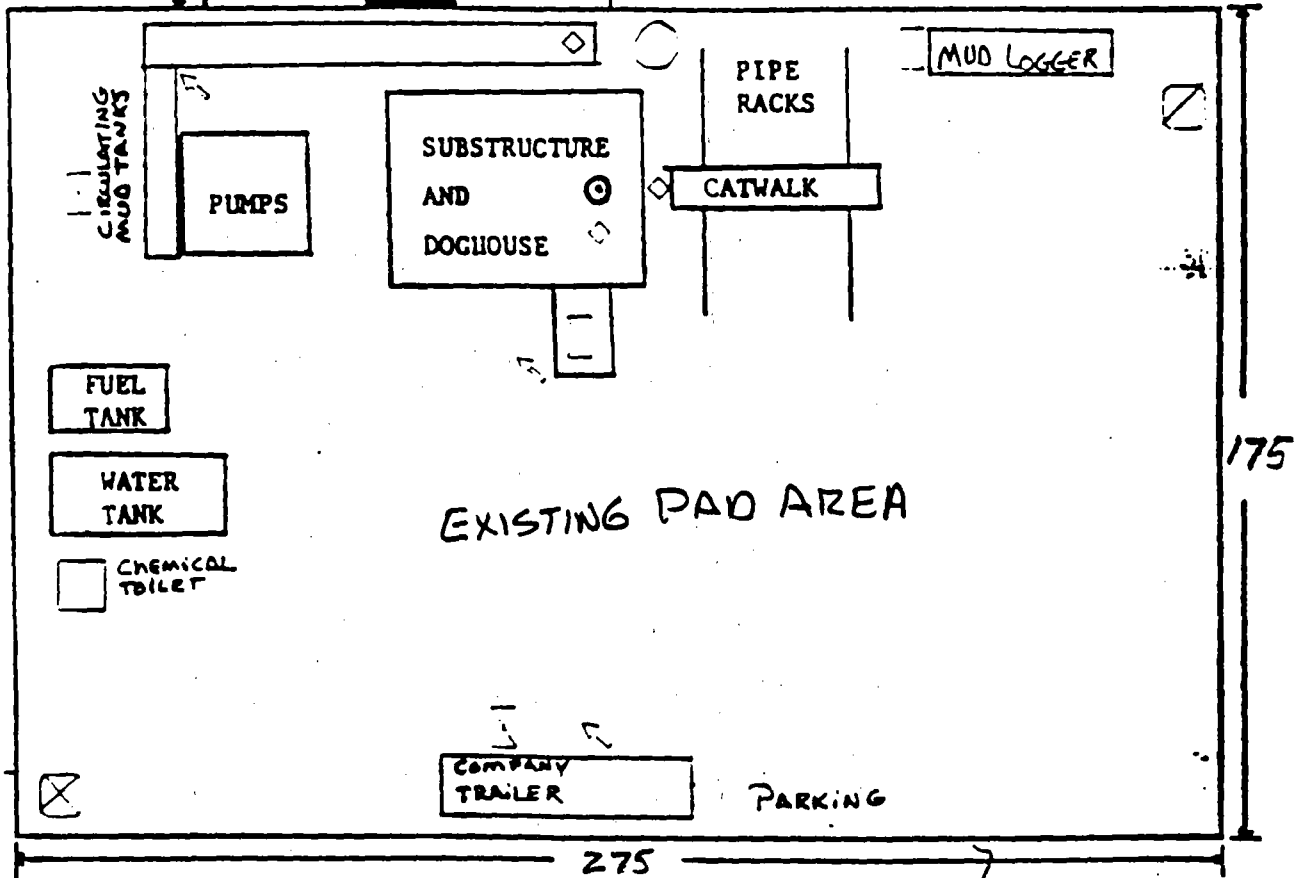 MUD LOGGER
PIPE
RACKS
CIRCULATING
MUD TANKS
SUBSTRUCTURE
AND
DOGHOUSE
PUMPS
CATWALK
FUEL
TANK
175
WATER
TANK
EXISTING PAD AREA
CHEMICAL
TOILET
COMPANY
TRAILER
PARKING
275